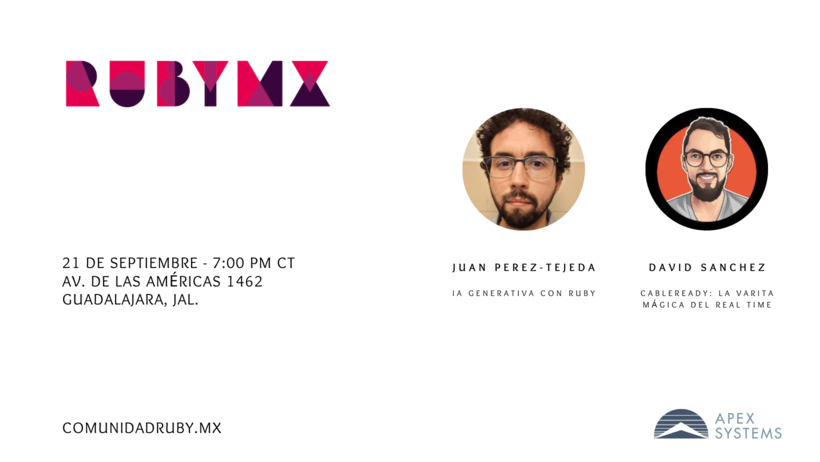 RUBYMX
21 DE SEPTIEMBRE - 7:00 PM CT
AV. DE LAS AMÉRICAS 1462
GUADALAJARA, JAL.
COMUNIDADRUBY.MX
JUAN PEREZ-TEJEDA
IA GENERATIVA CON RUBY
DAVID SANCHEZ
CABLEREADY: LA VARITA
MÁGICA DEL REAL TIME
APEX
SYSTEMS